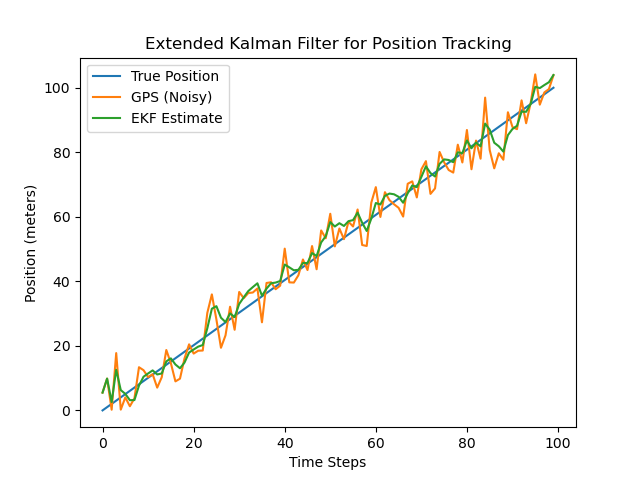 Extended Kalman Filter for Position Tracking
True Position
GPS (Noisy)
EKF Estimate
Position (meters)
100
80
60
40
20
0
0 20 40 60 80 100
Time Steps